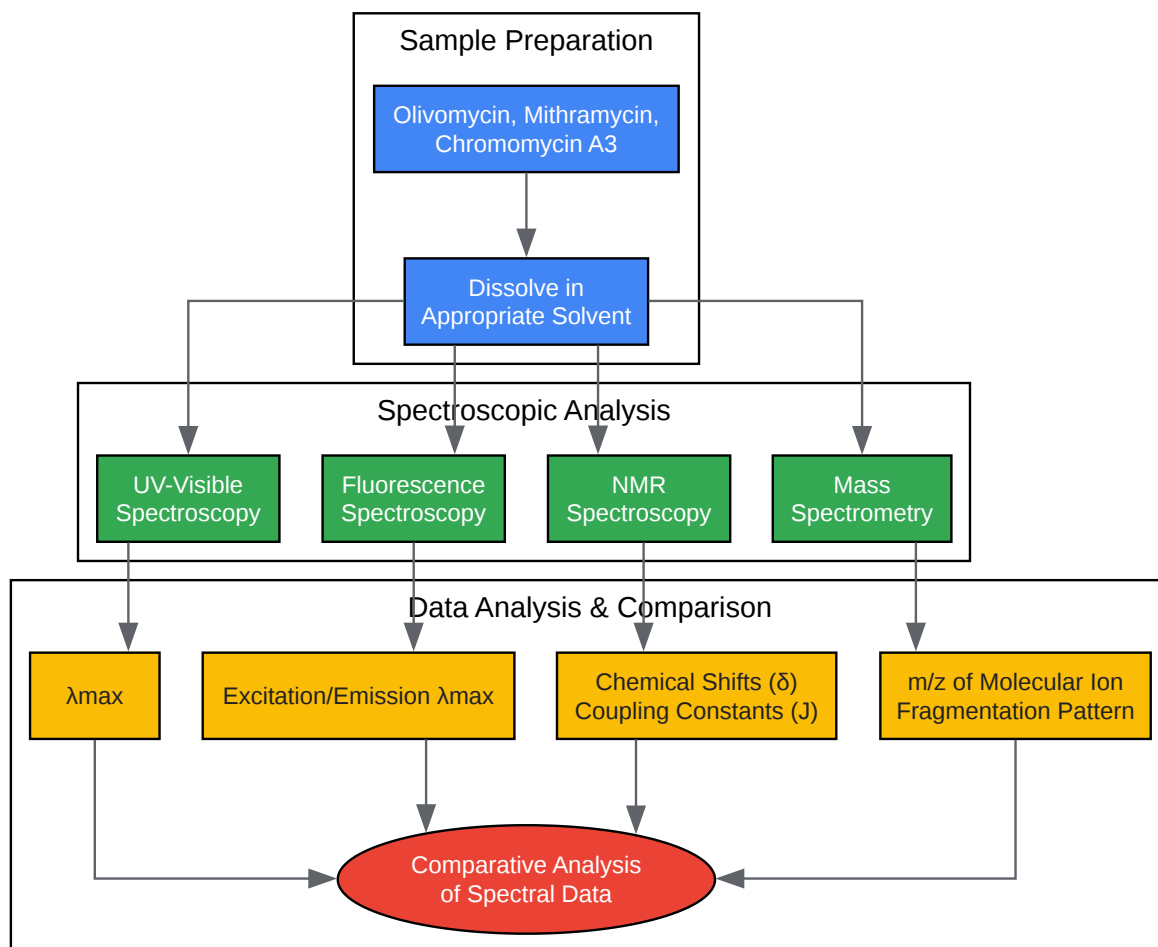 Sample Preparation
Olivomycin, Mithramycin,
Chromomycin A3
Dissolve in
Appropriate Solvent
Spectroscopic Analysis
UV-Visible
Spectroscopy
Fluorescence
Spectroscopy
NMR
Spectroscopy
Mass
Spectrometry
Data Analysis & Comparison
λmax
Excitation/Emission λmax
Chemical Shifts (δ)
Coupling Constants (J)
m/z of Molecular Ion
Fragmentation Pattern
Comparative Analysis
of Spectral Data